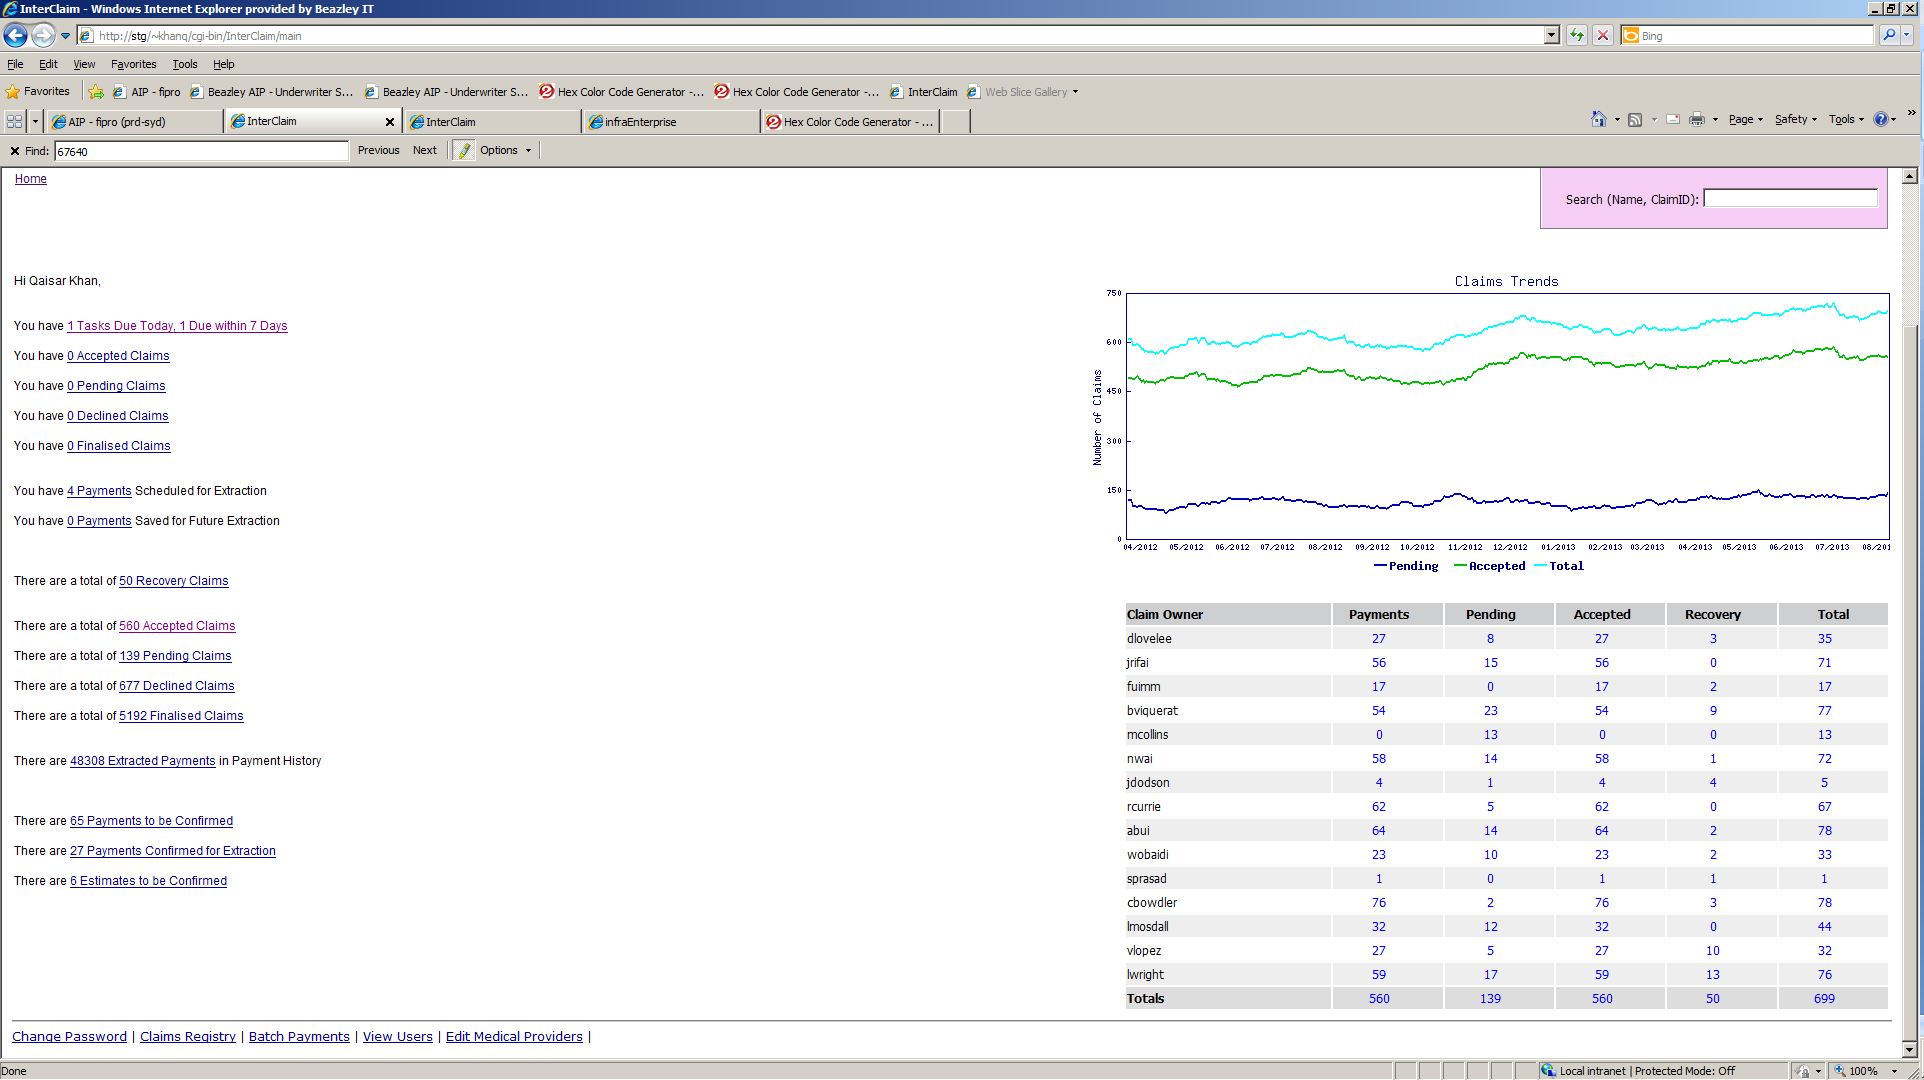 InterClaim - Windows Internet Explorer provided by Beazley IT
http://stg/~khanq/cgi-bin/InterClaim/main
Bing
File Edit View Favorites Tools Help
Favorites AIP - fipro Beazley AIP - Underwriter S... Beazley AIP - Underwriter S... Hex Color Code Generator -... Hex Color Code Generator -... InterClaim Web Slice Gallery
AIP - fipro (prd-syd) InterClaim InterClaim infraEnterprise Hex Color Code Generator - ... Page Safety Tools
Find: 67640 Previous Next Options
Home
Search (Name, ClaimID):
Hi Qaisar Khan,
You have 1 Tasks Due Today, 1 Due within 7 Days
You have 0 Accepted Claims
You have 0 Pending Claims
You have 0 Declined Claims
You have 0 Finalised Claims
You have 4 Payments Scheduled for Extraction
You have 0 Payments Saved for Future Extraction
There are a total of 50 Recovery Claims
There are a total of 560 Accepted Claims
There are a total of 139 Pending Claims
There are a total of 677 Declined Claims
There are a total of 5192 Finalised Claims
There are 48308 Extracted Payments in Payment History
There are 65 Payments to be Confirmed
There are 27 Payments Confirmed for Extraction
There are 6 Estimates to be Confirmed
Claims Trends
Number of Claims
750
600
450
300
150
0
04/2012 05/2012 06/2012 07/2012 08/2012 09/2012 10/2012 11/2012 12/2012 01/2013 02/2013 03/2013 04/2013 05/2013 06/2013 07/2013 08/201
Pending Accepted Total
Claim Owner Payments Pending Accepted Recovery Total
dlovelee 27 8 27 3 35
jrifai 56 15 56 0 71
fuimm 17 0 17 2 17
bviquerat 54 23 54 9 77
mcollins 0 13 0 0 13
nwai 58 14 58 1 72
jdodson 4 1 4 4 5
rcurrie 62 5 62 0 67
abui 64 14 64 2 78
wobaidi 23 10 23 2 33
sprasad 1 0 1 1 1
cbowdler 76 2 76 3 78
lmosdall 32 12 32 0 44
vlopez 27 5 27 10 32
lwright 59 17 59 13 76
Totals 560 139 560 50 699
Change Password | Claims Registry | Batch Payments | View Users | Edit Medical Providers |
Done Local intranet | Protected Mode: Off 100%